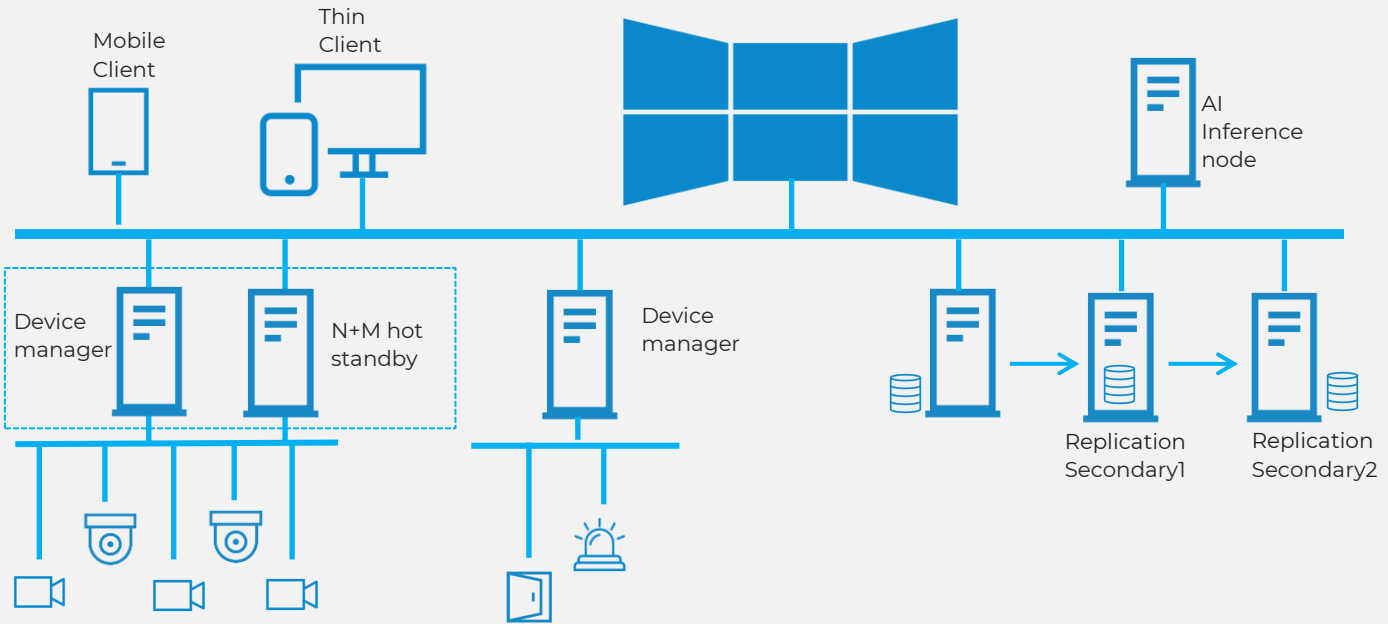 Mobile
Client
Thin
Client
AI
Inference
node
Device
manager
N+M hot
standby
Device
manager
Replication
Secondary1
Replication
Secondary2